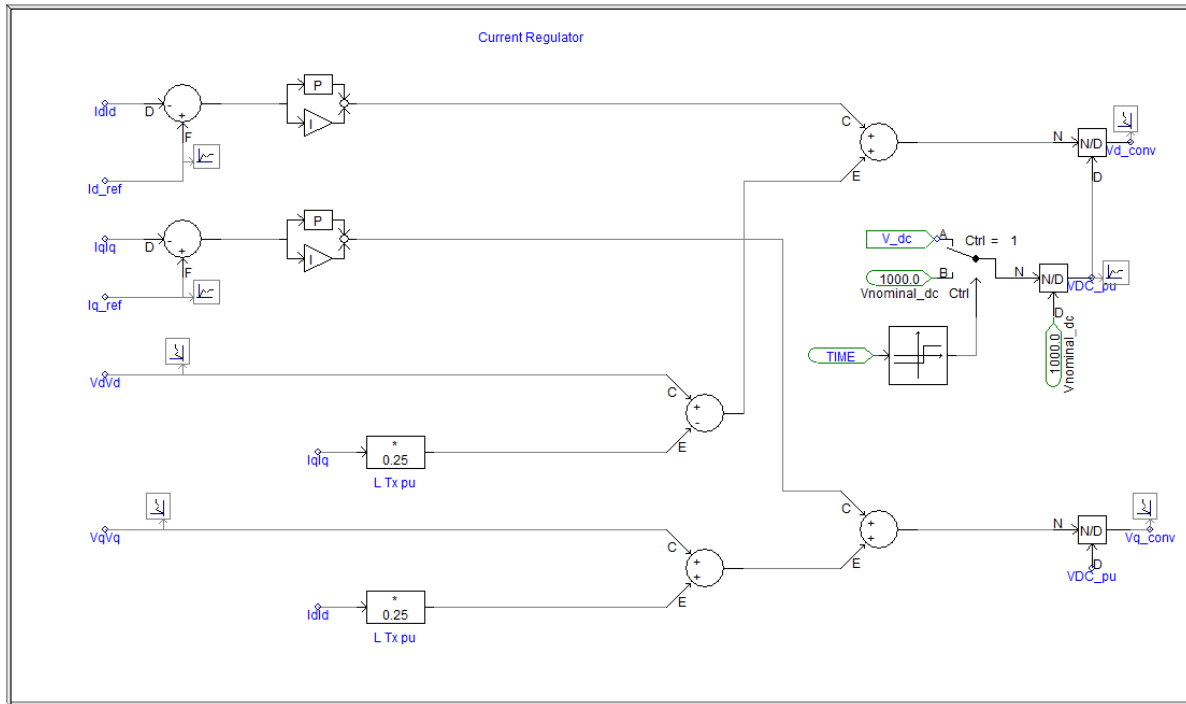 Current Regulator
IdId
D
-
+
F
P
I
Id_ref
C
+
+
E
N
N/D
D
Vd_conv
IqIq
D
-
+
F
P
I
Iq_ref
V_dc
A
Ctrl = 1
1000.0
B
Vnominal_dc
Ctrl
N
N/D
D
VDC_pu
1000.0
Vnominal_dc
TIME
VdVd
C
+
-
E
IqIq
*
0.25
L Tx pu
VqVq
C
+
+
E
C
+
+
E
N
N/D
D
Vq_conv
VDC_pu
IdId
*
0.25
L Tx pu